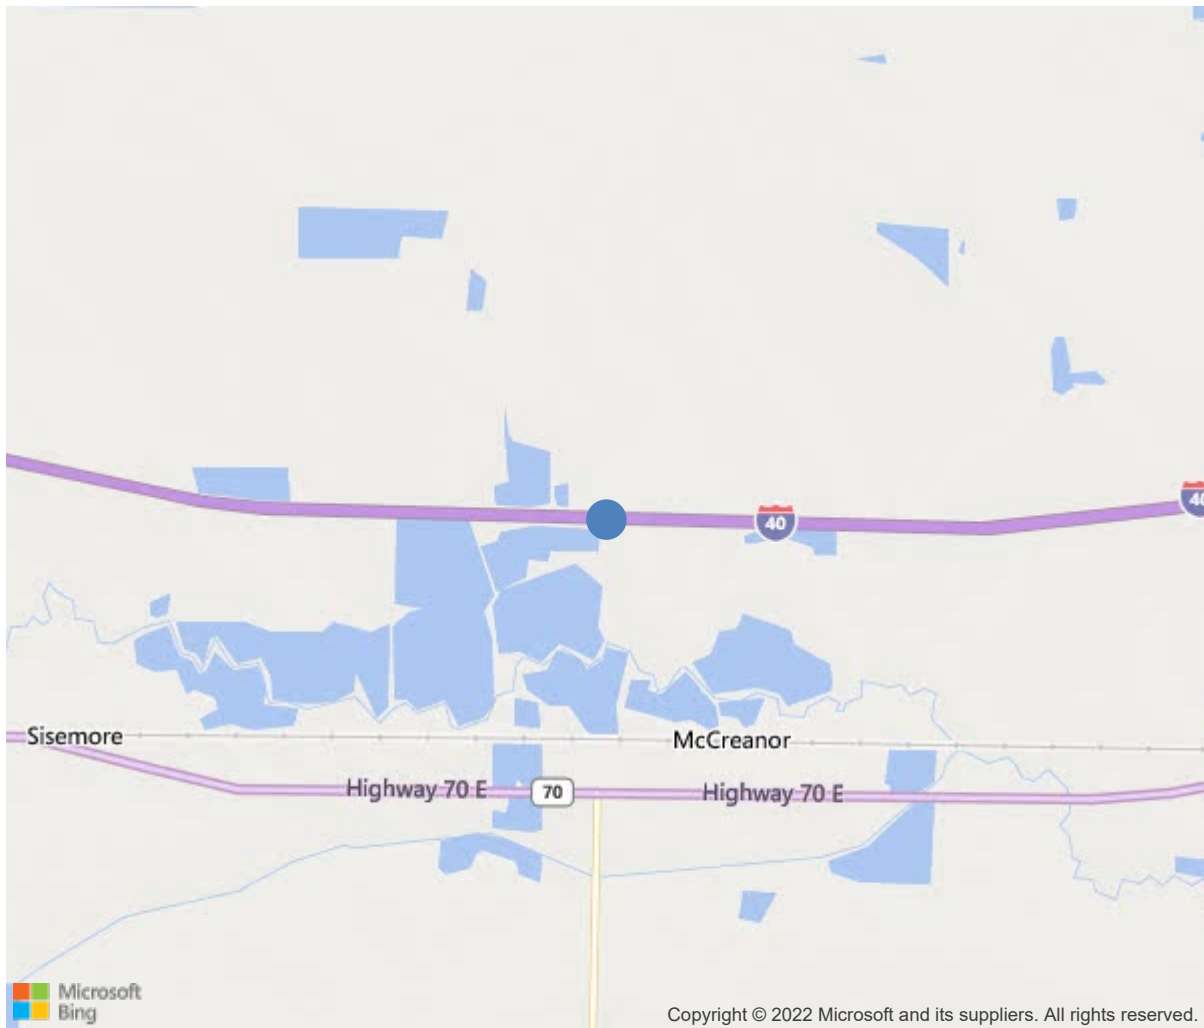 40
40
Sisemore
McCreanor
Highway 70 E
70
Highway 70 E
Microsoft
Bing
Copyright © 2022 Microsoft and its suppliers. All rights reserved.